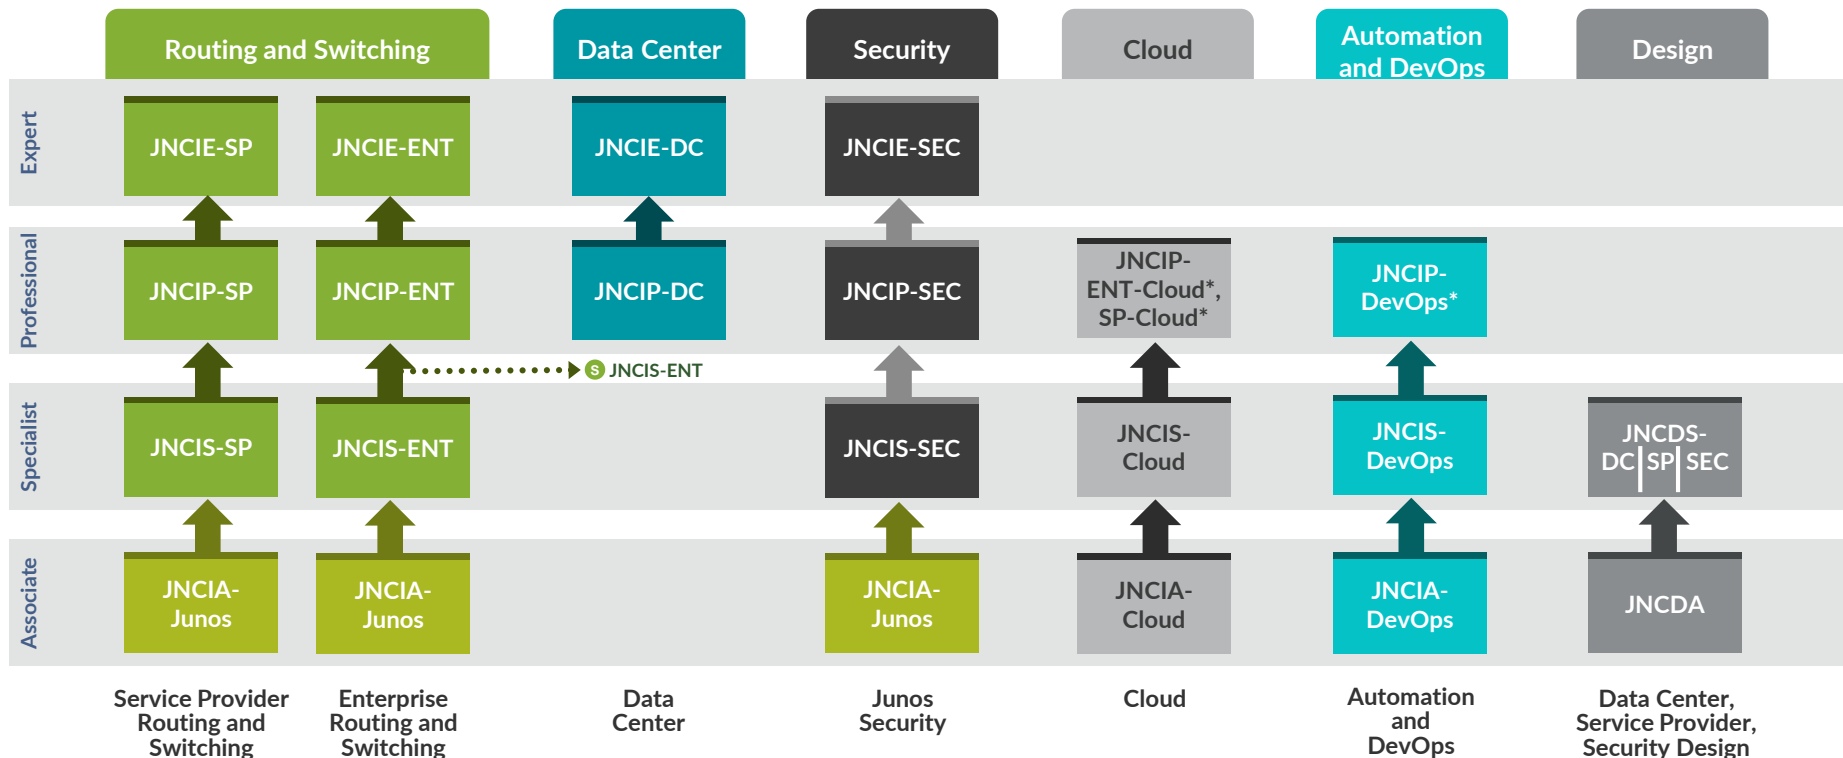 Routing and Switching
Data Center
Security
Cloud
Automation
and DevOps
Design
Expert
JNCIE-SP
JNCIE-ENT
JNCIE-DC
JNCIE-SEC
Professional
JNCIP-SP
JNCIP-ENT
JNCIP-DC
JNCIP-SEC
JNCIP-
ENT-Cloud*,
SP-Cloud*
JNCIP-
DevOps*
S JNCIS-ENT
Specialist
JNCIS-SP
JNCIS-ENT
JNCIS-SEC
JNCIS-
Cloud
JNCIS-
DevOps
JNCDS-
DC|SP|SEC
Associate
JNCIA-
Junos
JNCIA-
Junos
JNCIA-
Junos
JNCIA-
Cloud
JNCIA-
DevOps
JNCDA
Service Provider
Routing and
Switching
Enterprise
Routing and
Switching
Data
Center
Junos
Security
Cloud
Automation
and
DevOps
Data Center,
Service Provider,
Security Design